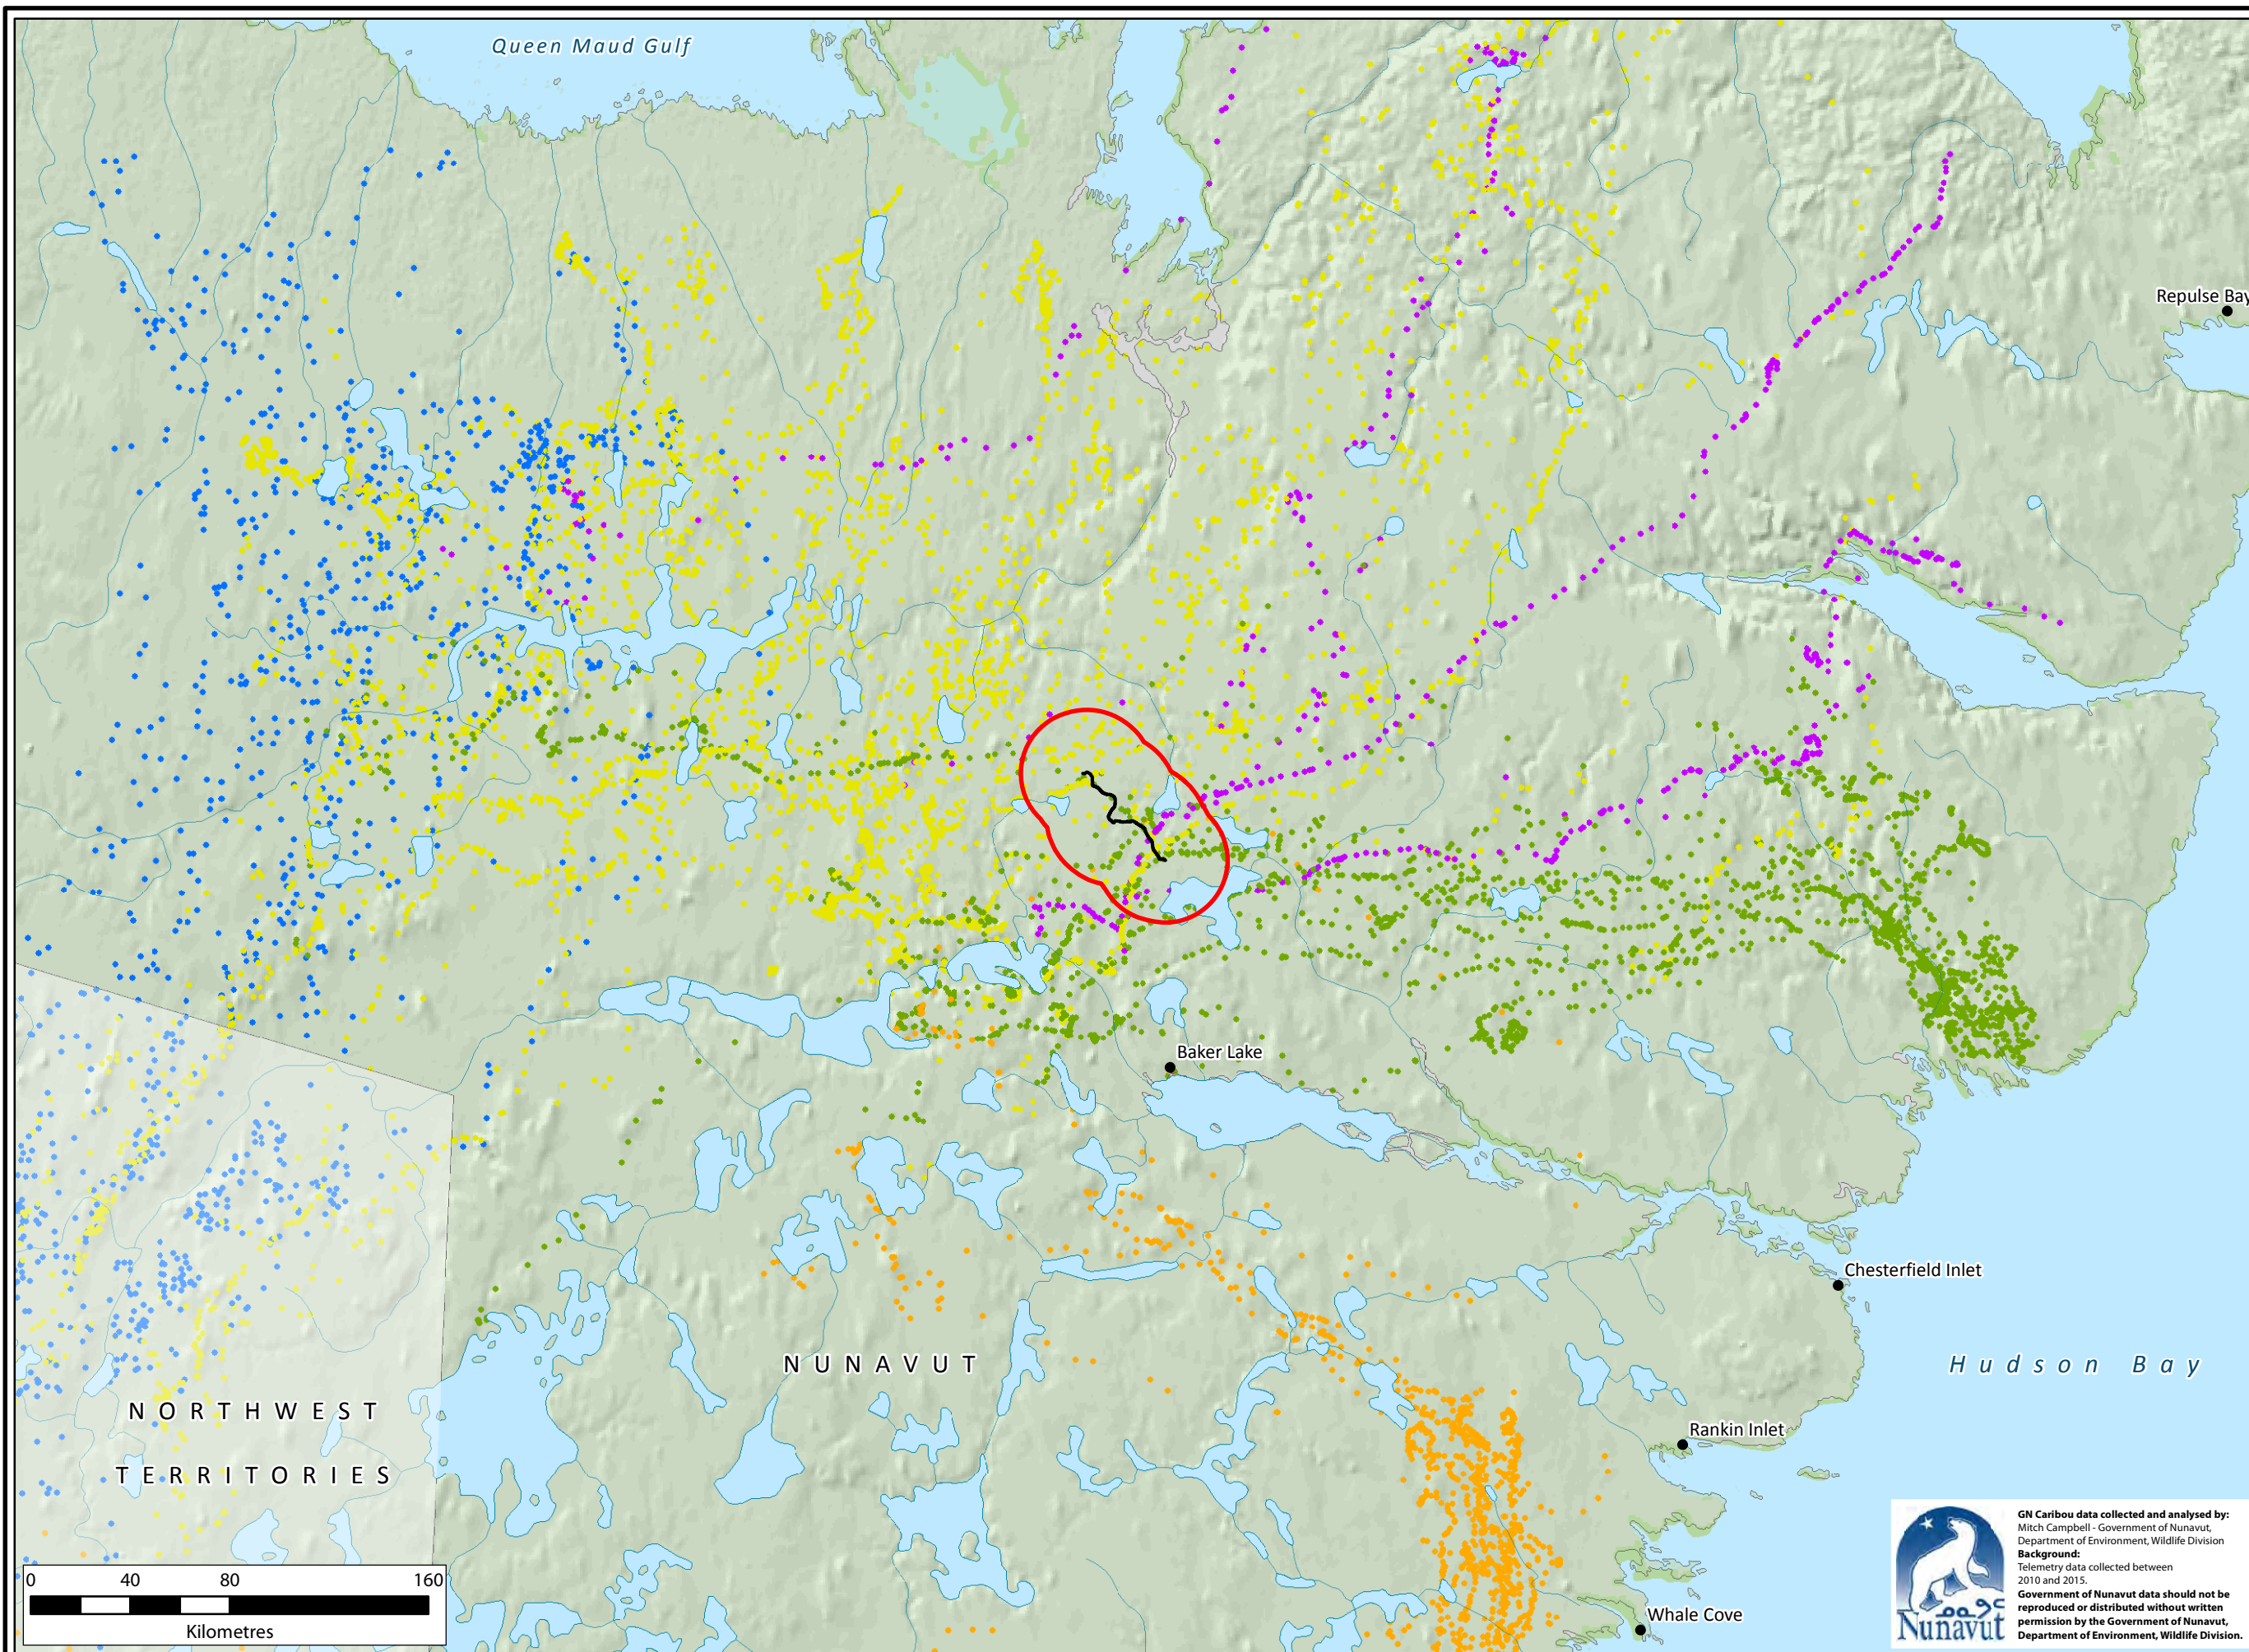 Queen Maud Gulf
Repulse Bay
Baker Lake
Chesterfield Inlet
NUNAVUT
Hudson Bay
NORTHWEST
TERRITORIES
Rankin Inlet
Whale Cove
0 40 80 160
Kilometres
ᓄᓇᕗᑦ
Nunavut
GN Caribou data collected and analysed by:
Mitch Campbell - Government of Nunavut,
Department of Environment, Wildlife Division
Background:
Telemetry data collected between
2010 and 2015.
Government of Nunavut data should not be
reproduced or distributed without written
permission by the Government of Nunavut,
Department of Environment, Wildlife Division.